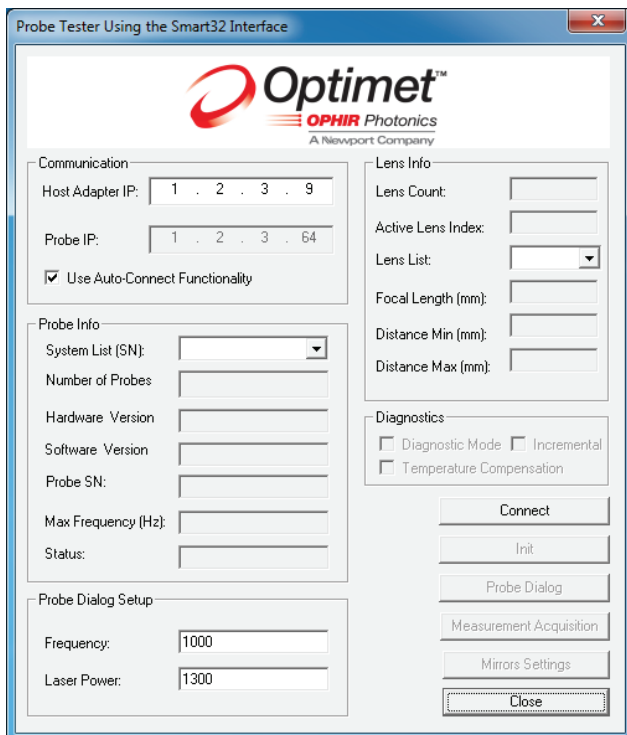 Probe Tester Using the Smart32 Interface
Optimet™
OPHIR Photonics
A Newport Company
Communication
Host Adapter IP: 1 . 2 . 3 . 9
Probe IP: 1 . 2 . 3 . 64
Use Auto-Connect Functionality
Probe Info
System List (SN):
Number of Probes
Hardware Version
Software Version
Probe SN:
Max Frequency (Hz):
Status:
Probe Dialog Setup
Frequency: 1000
Laser Power: 1300
Lens Info
Lens Count:
Active Lens Index:
Lens List:
Focal Length (mm):
Distance Min (mm):
Distance Max (mm):
Diagnostics
Diagnostic Mode Incremental
Temperature Compensation
Connect
Init
Probe Dialog
Measurement Acquisition
Mirrors Settings
Close